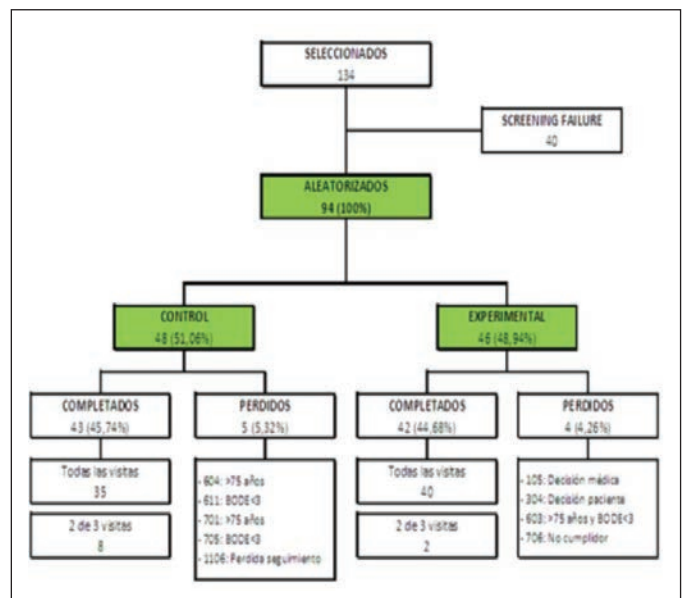 SELECCIONADOS
134
SCREENING FAILURE
40
ALEATORIZADOS
94 (100%)
CONTROL
48 (51,06%)
EXPERIMENTAL
46 (48,94%)
COMPLETADOS
43 (45,74%)
PERDIDOS
5 (5,32%)
COMPLETADOS
42 (44,68%)
PERDIDOS
4 (4,26%)
Todas las visitas
35
2 de 3 visitas
8
- 604: >75 años
- 611: BODE<3
- 701: >75 años
- 705: BODE<3
- 1106: Perdida seguimiento
Todas las visitas
40
2 de 3 visitas
2
- 105: Decisión médica
- 304: Decisión paciente
- 603: >75 años y BODE<3
- 706: No cumplidor